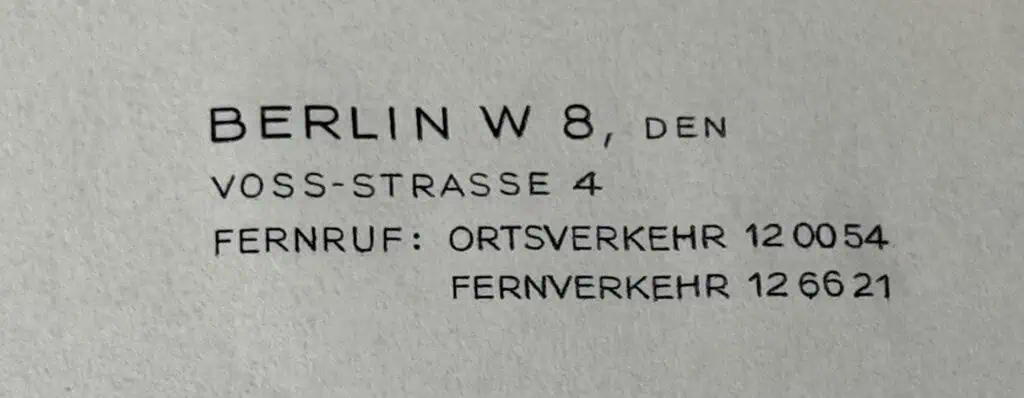 BERLIN W 8, DEN
VOSS-STRASSE 4
FERNRUF: ORTSVERKEHR 12 00 54
FERNVERKEHR 12 66 21